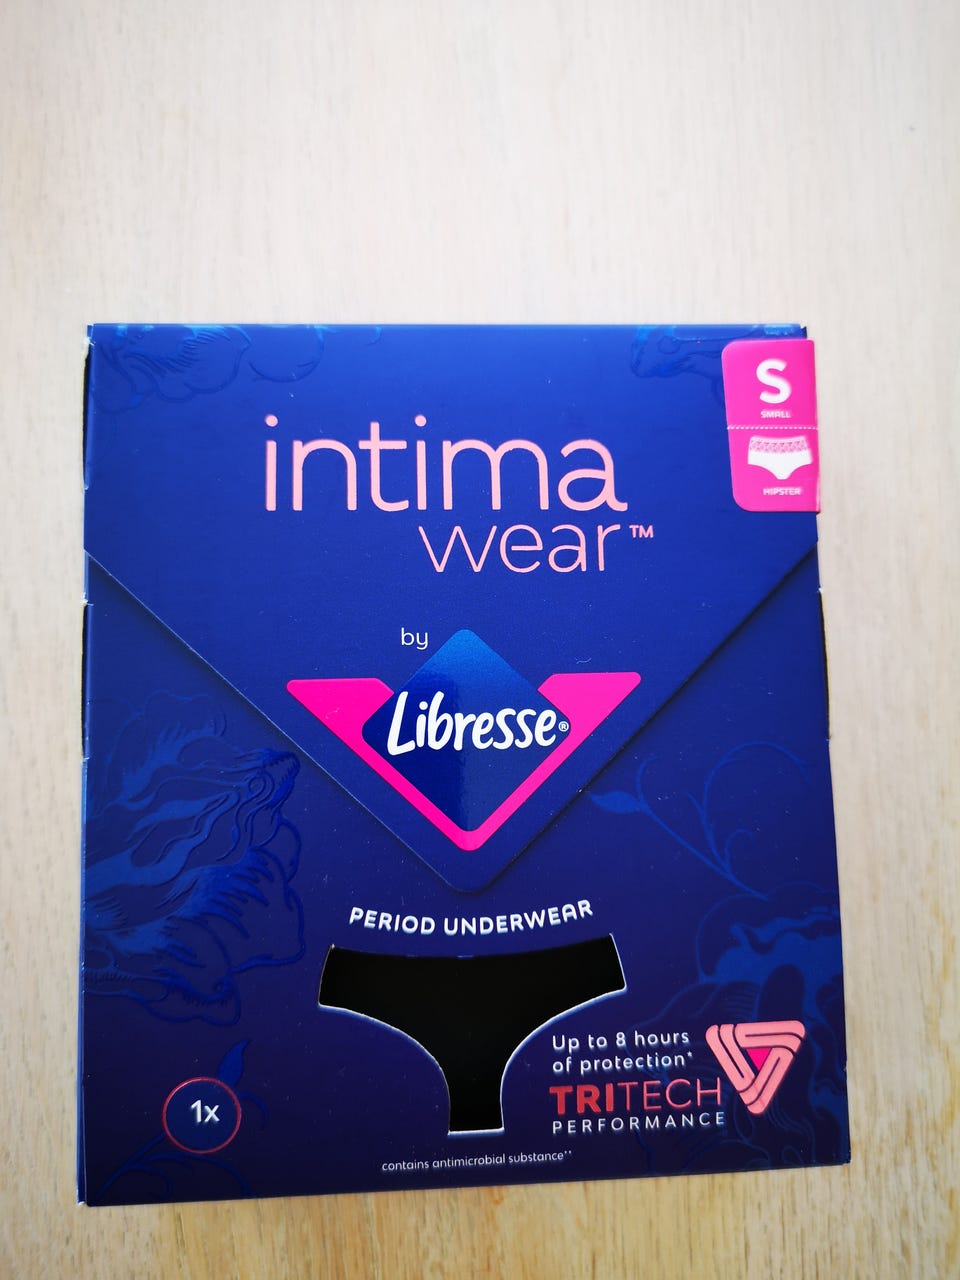 S
SMALL
HIPSTER
intima
wear™
by
Libresse®
PERIOD UNDERWEAR
Up to 8 hours
of protection*
TRITECH
PERFORMANCE
1x
contains antimicrobial substance**